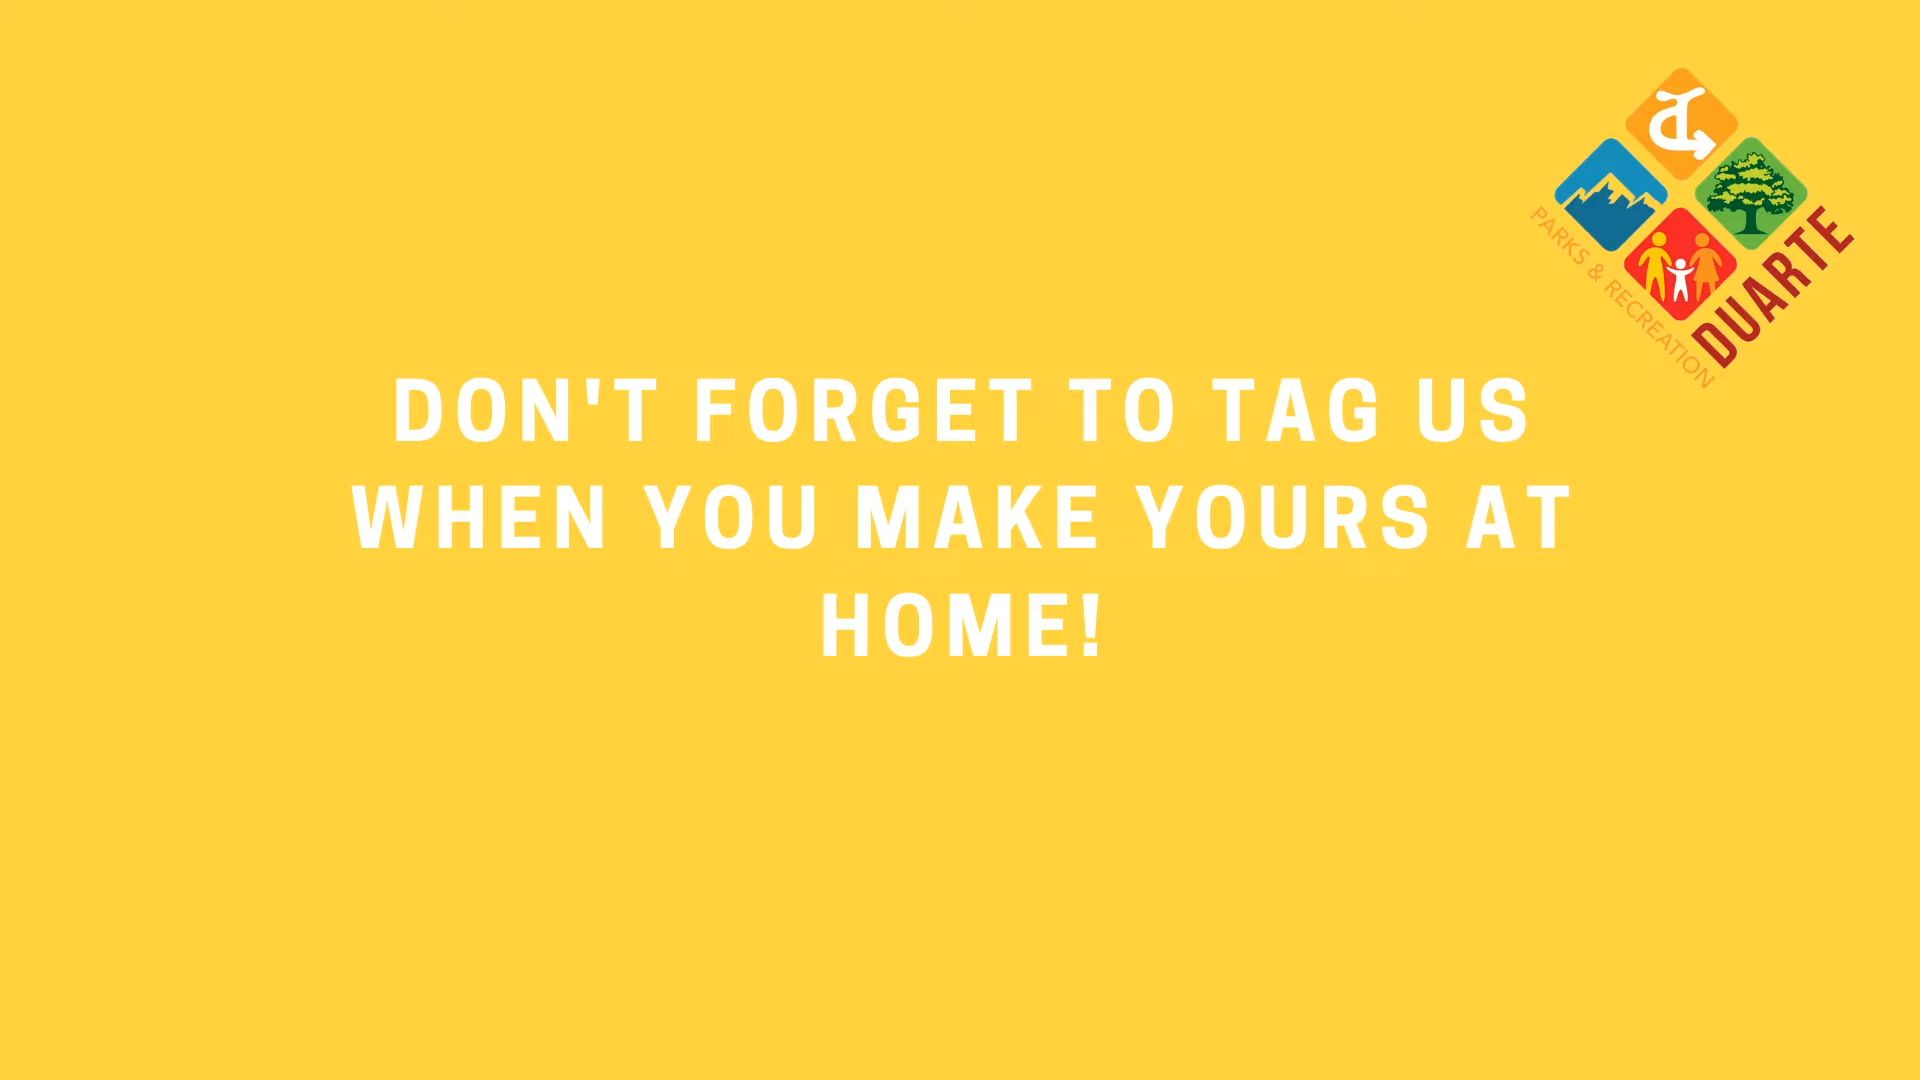 PARKS & RECREATION
DUARTE
DON'T FORGET TO TAG US
WHEN YOU MAKE YOURS AT
HOME!